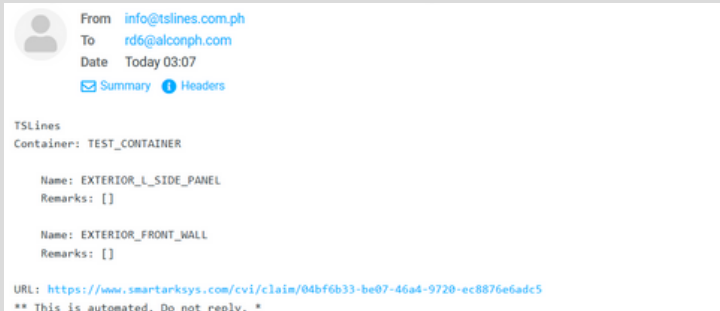 From info@tslines.com.ph
To rd6@alconph.com
Date Today 03:07
Summary Headers
TSLines
Container: TEST_CONTAINER
Name: EXTERIOR_L_SIDE_PANEL
Remarks: []
Name: EXTERIOR_FRONT_WALL
Remarks: []
URL: https://www.smartarksys.com/cvi/claim/04bf6b33-be07-46a4-9720-ec8876e6adc5
** This is automated. Do not reply. *